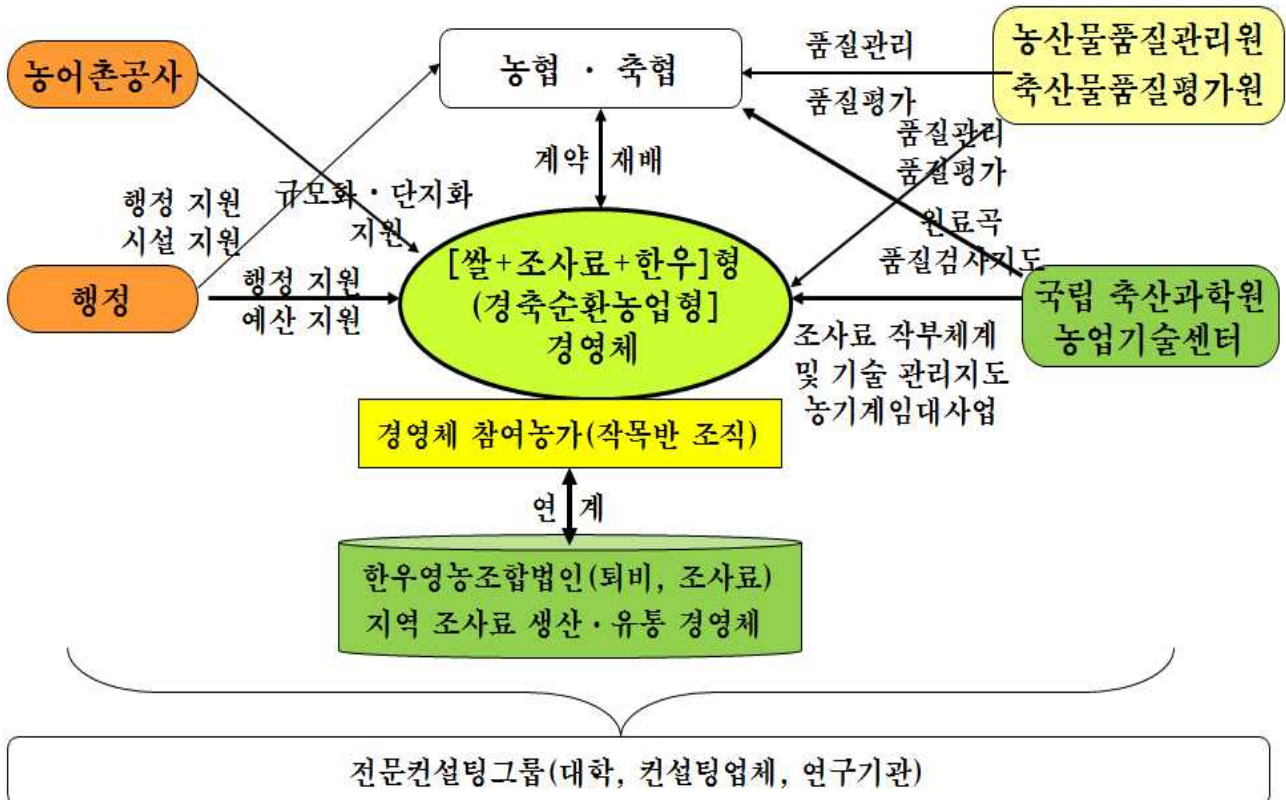 농어촌공사
농협 · 축협
품질관리
품질평가
농산물품질관리원
축산물품질평가원
계약 재배
품질관리
품질평가
행정 지원
시설 지원
규모화 · 단지화
지원
원료곡
품질검사지도
행정
행정 지원
예산 지원
[쌀+조사료+한우]형
(경축순환농업형]
경영체
국립 축산과학원
농업기술센터
조사료 작부체계
및 기술 관리지도
농기계임대사업
경영체 참여농가(작목반 조직)
연 계
한우영농조합법인(퇴비, 조사료)
지역 조사료 생산 · 유통 경영체
전문컨설팅그룹(대학, 컨설팅업체, 연구기관)